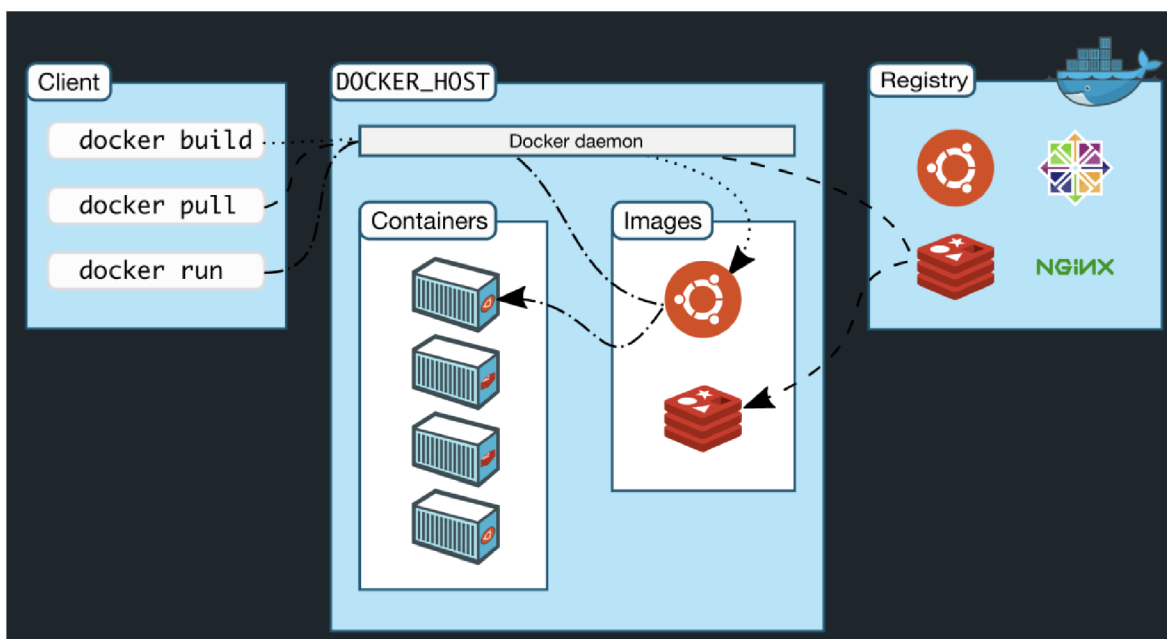 Client
docker build
docker pull
docker run
DOCKER_HOST
Docker daemon
Containers
Images
Registry
NGINX